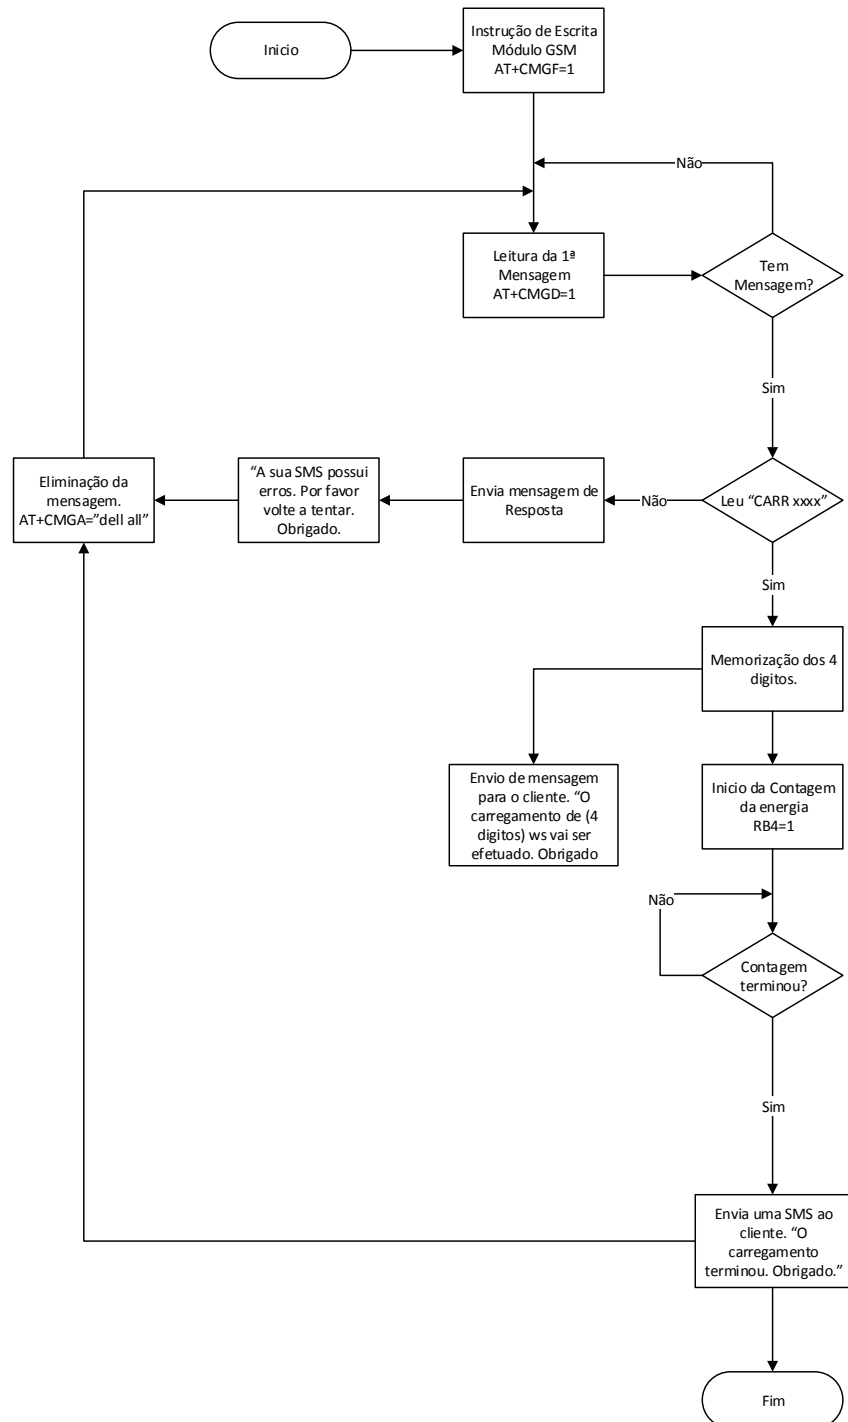 Inicio
Instrução de Escrita
Módulo GSM
AT+CMGF=1
Não
Leitura da 1ª
Mensagem
AT+CMGD=1
Tem
Mensagem?
Sim
Eliminação da
mensagem.
AT+CMGA=”dell all”
“A sua SMS possui
erros. Por favor
volte a tentar.
Obrigado.
Envia mensagem de
Resposta
Não
Leu “CARR xxxx”
Sim
Memorização dos 4
digitos.
Envio de mensagem
para o cliente. “O
carregamento de (4
digitos) ws vai ser
efetuado. Obrigado
Inicio da Contagem
da energia
RB4=1
Não
Contagem
terminou?
Sim
Envia uma SMS ao
cliente. “O
carregamento
terminou. Obrigado.”
Fim